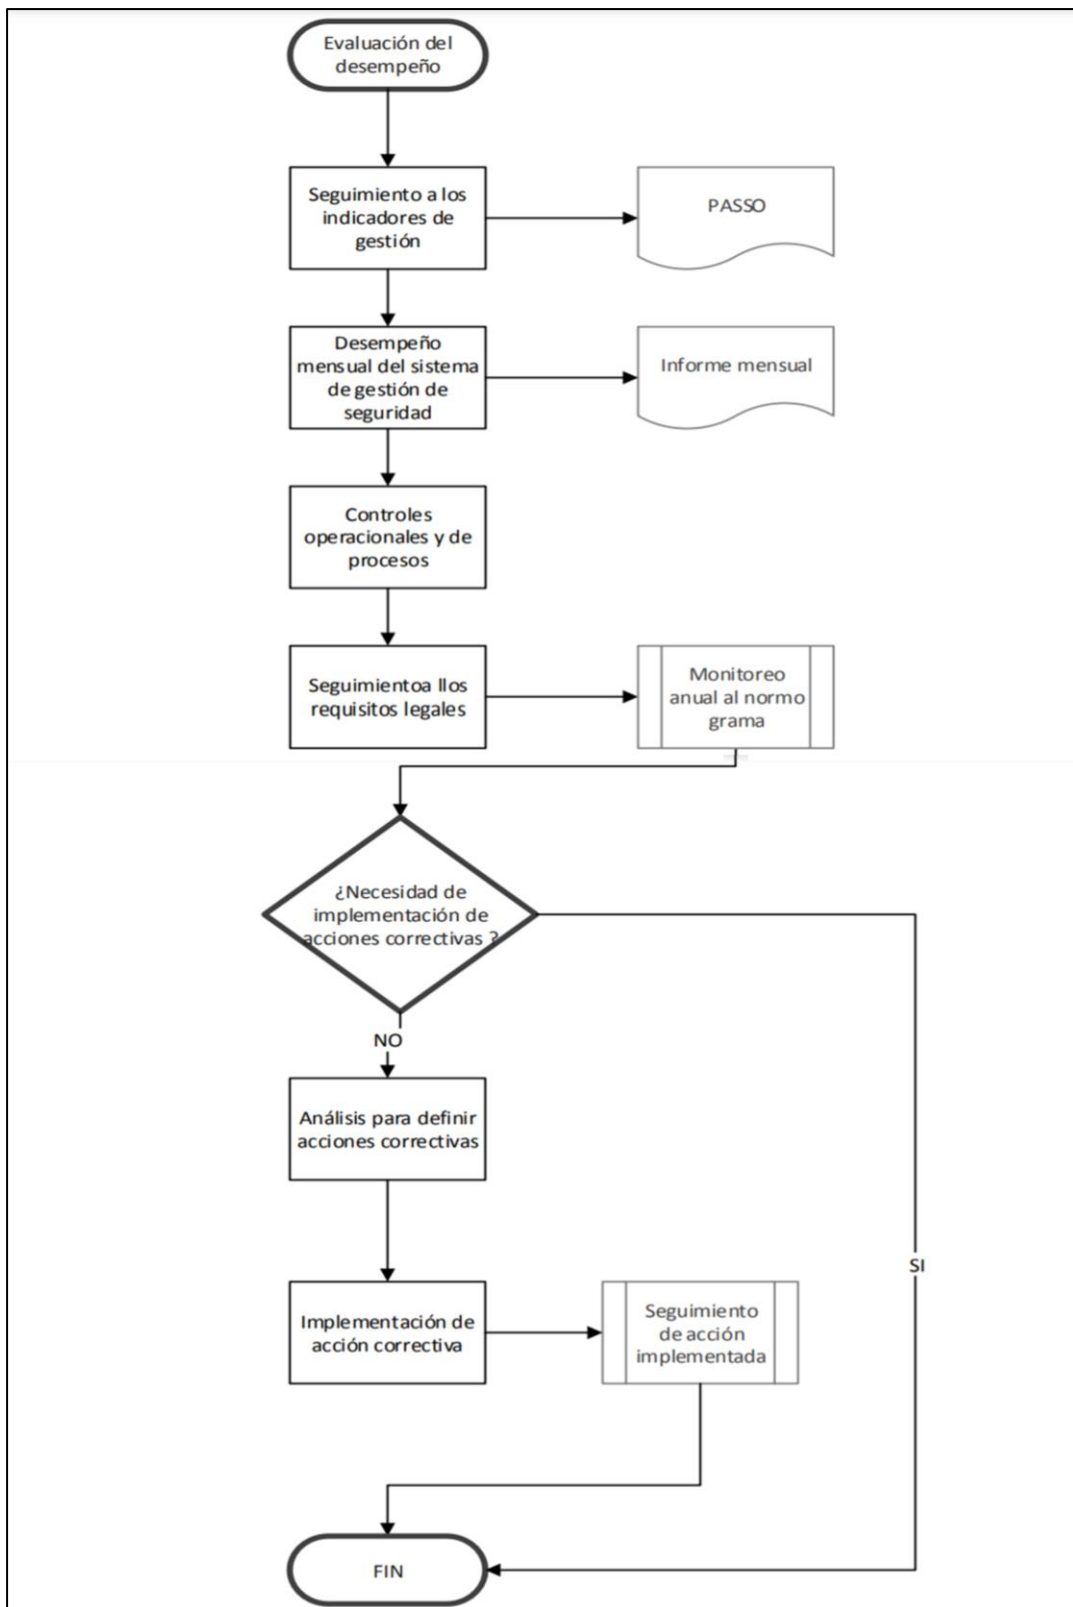 Evaluación del
desempeño
Seguimiento a los
indicadores de
gestión
PASSO
Desempeño
mensual del sistema
de gestión de
seguridad
Informe mensual
Controles
operacionales y de
procesos
Seguimientoa llos
requisitos legales
Monitoreo
anual al normo
grama
¿Necesidad de
implementación de
acciones correctivas ?
NO
Análisis para definir
acciones correctivas
SI
Implementación de
acción correctiva
Seguimiento
de acción
implementada
FIN